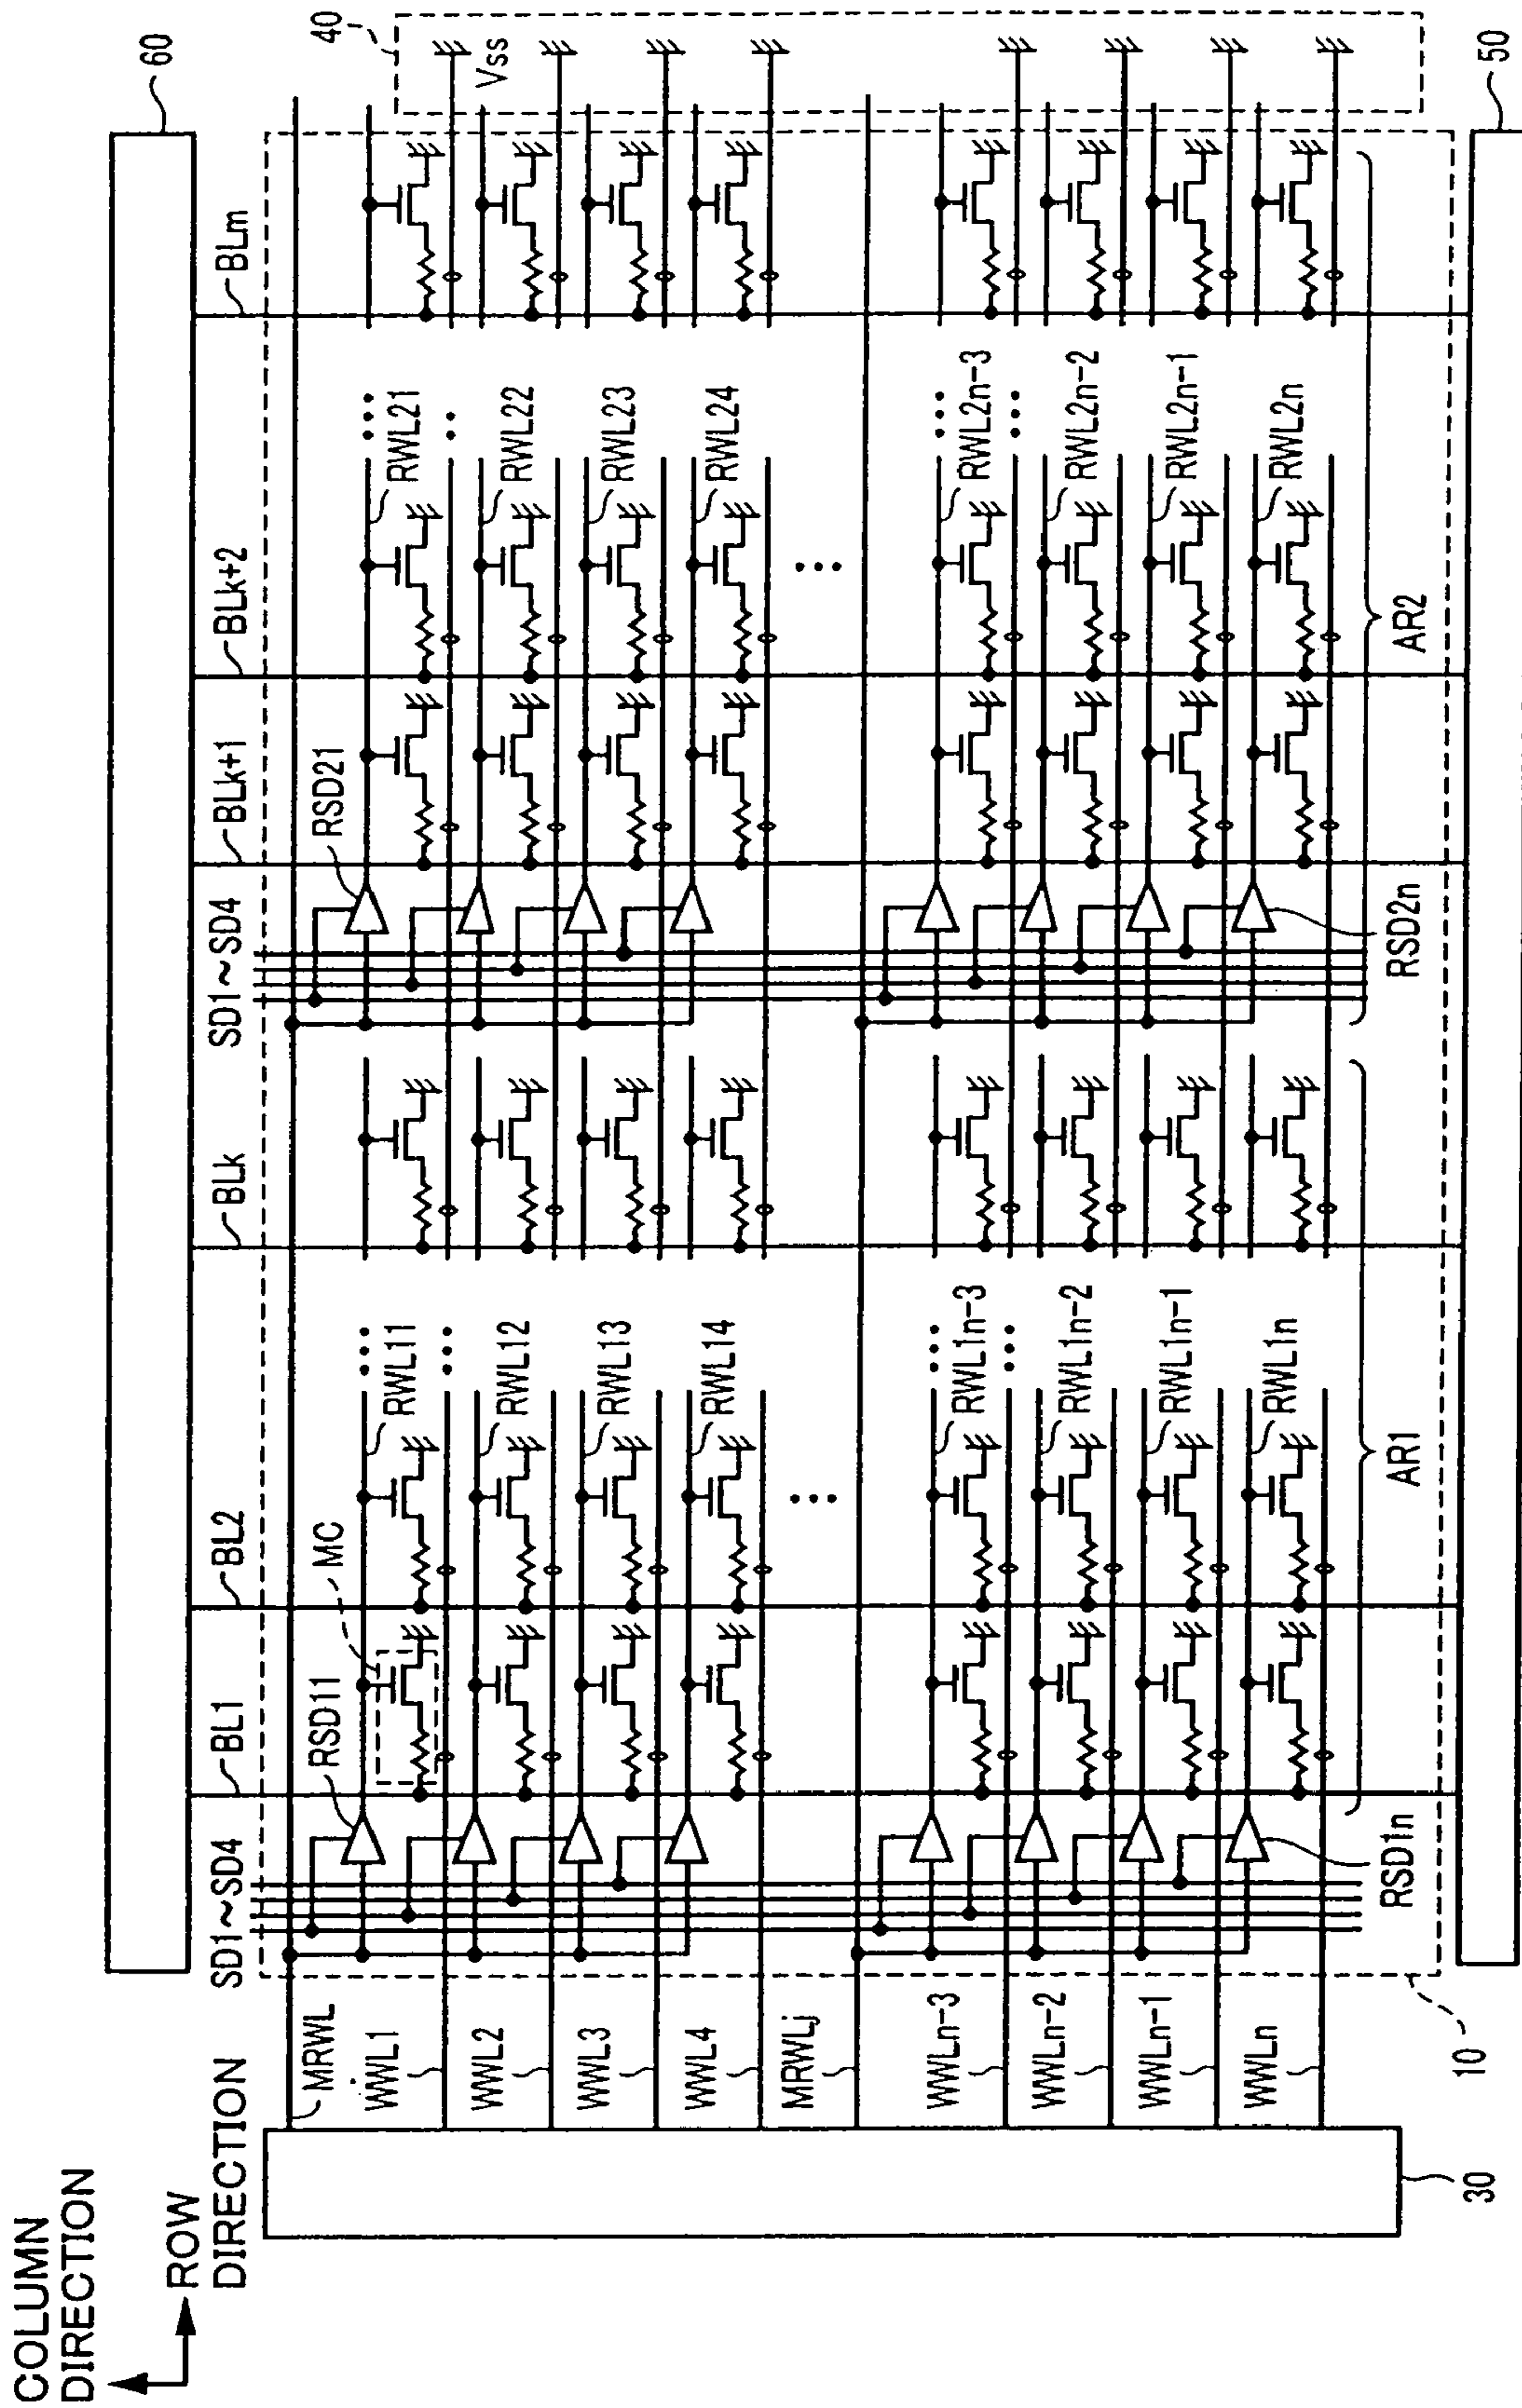 COLUMN
DIRECTION
ROW
DIRECTION
60
40
SD1~SD4
BL1
BL2
BLk
SD1~SD4
BLk+1
BLk+2
BLm
MRWL
RSD11
MC
RSD21
Vss
WWL1
RWL11
RWL21
WWL2
RWL12
RWL22
WWL3
RWL13
RWL23
WWL4
RWL14
RWL24
MRWLj
WWLn-3
RWL1n-3
RWL2n-3
WWLn-2
RWL1n-2
RWL2n-2
WWLn-1
RWL1n-1
RWL2n-1
WWLn
RWL1n
RWL2n
RSD1n
AR1
RSD2n
AR2
10
30
50